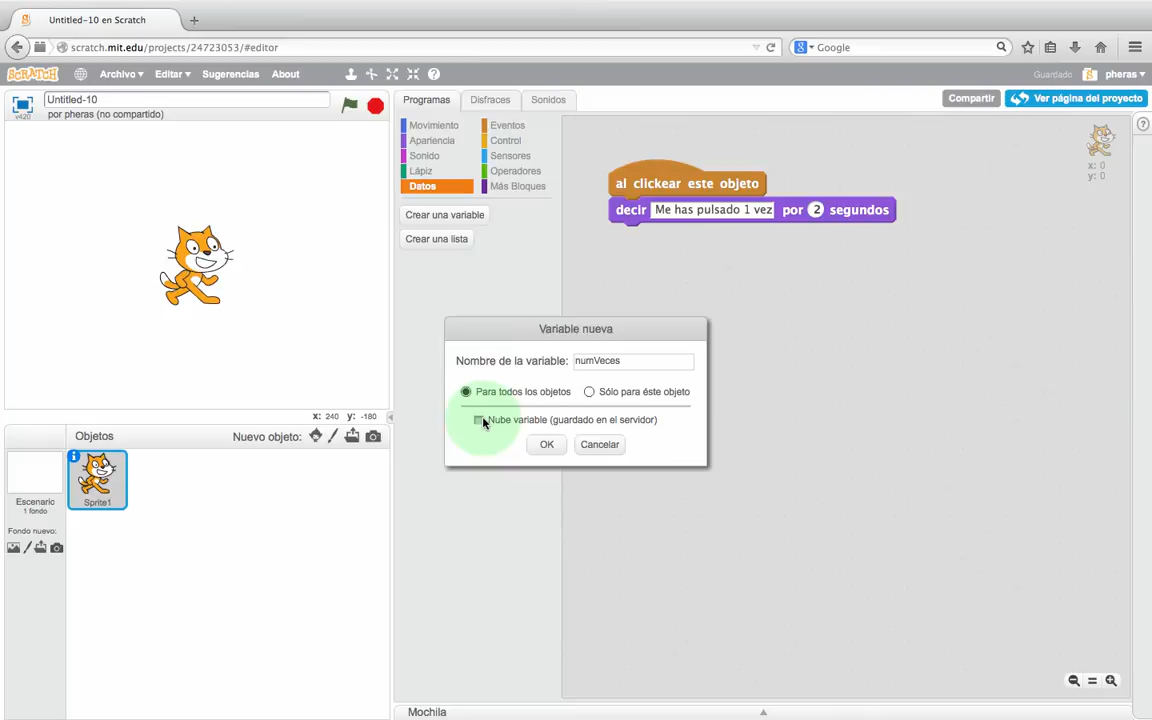 Untitled-10 en Scratch
scratch.mit.edu/projects/24723053/#editor
Google
SCRATCH
Archivo
Editar
Sugerencias
About
Guardado
pheras
v420
Untitled-10
por pheras (no compartido)
Programas
Disfraces
Sonidos
Compartir
Ver página del proyecto
Movimiento
Eventos
Apariencia
Control
Sonido
Sensores
Lápiz
Operadores
Datos
Más Bloques
Crear una variable
Crear una lista
x: 0
y: 0
al clickear este objeto
decir Me has pulsado 1 vez por 2 segundos
Variable nueva
Nombre de la variable: numVeces
Para todos los objetos
Sólo para éste objeto
Nube variable (guardado en el servidor)
OK
Cancelar
x: 240 y: -180
Objetos
Nuevo objeto:
Sprite1
Escenario
1 fondo
Fondo nuevo:
Mochila